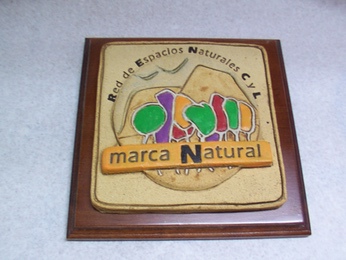 Red de Espacios Naturales C y L
marca Natural